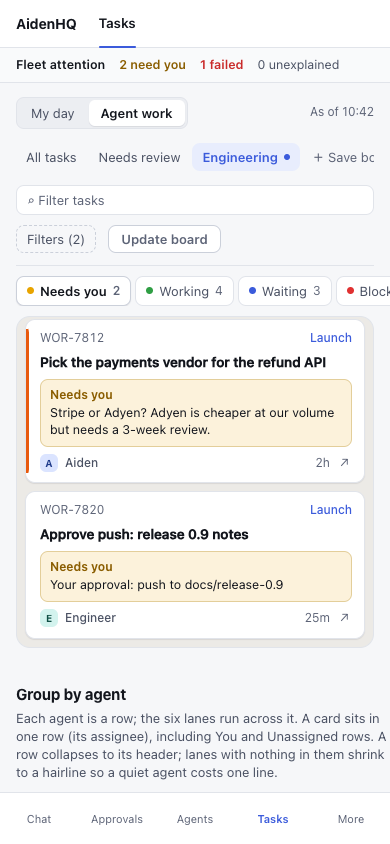 AidenHQ Tasks
Fleet attention 2 need you 1 failed 0 unexplained
My day Agent work As of 10:42
All tasks Needs review Engineering + Save bo
Filter tasks
Filters (2) Update board
Needs you 2 Working 4 Waiting 3 Block
WOR-7812 Launch
Pick the payments vendor for the refund API
Needs you
Stripe or Adyen? Adyen is cheaper at our volume
but needs a 3-week review.
A Aiden 2h ↗
WOR-7820 Launch
Approve push: release 0.9 notes
Needs you
Your approval: push to docs/release-0.9
E Engineer 25m ↗
Group by agent
Each agent is a row; the six lanes run across it. A card sits in
one row (its assignee), including You and Unassigned rows. A
row collapses to its header; lanes with nothing in them shrink
to a hairline so a quiet agent costs one line.
Chat Approvals Agents Tasks More